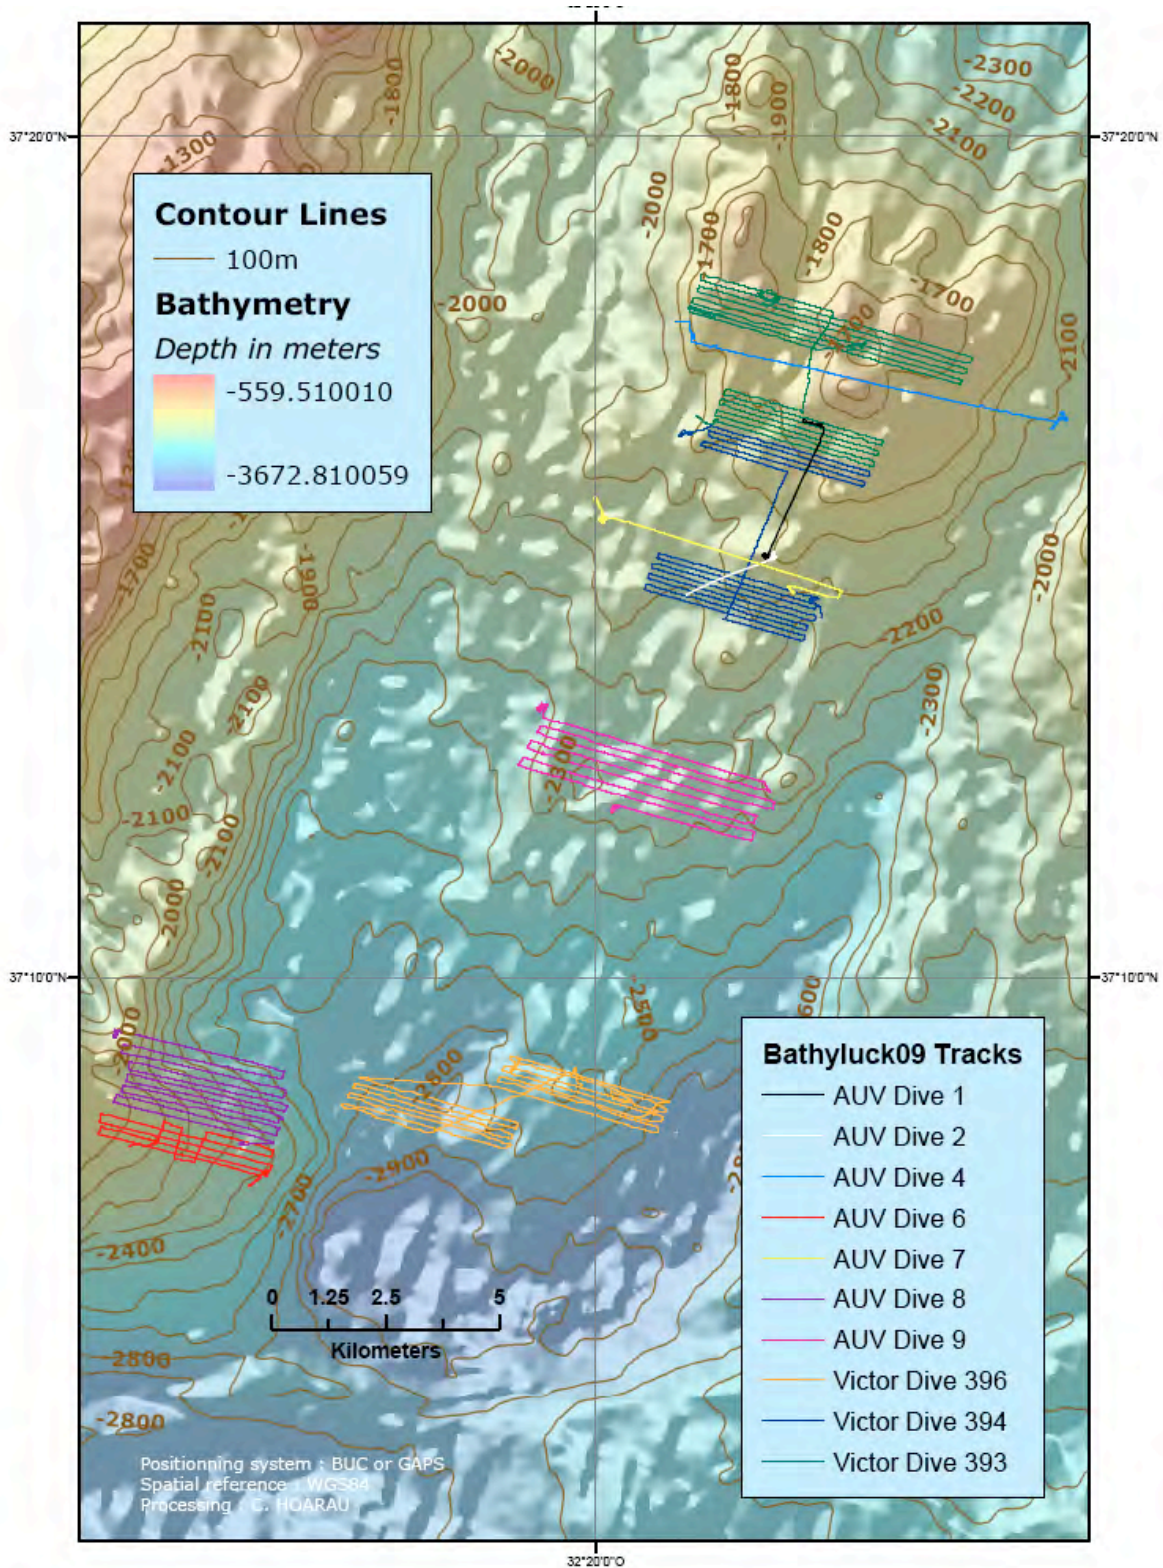 -2000
-1800
-1800
-1900
-2300
-2200
-2100
37°20'0"N
37°20'0"N
-1300
Contour Lines
100m
Bathymetry
Depth in meters
-559.510010
-3672.810059
-2000
-1700
-1800
-1700
-2000
-2100
-1700
-1900
-2000
-2100
-2200
-2100
-2300
-2100
-2300
-2100
-2100
-2000
37°10'0"N
37°10'0"N
-2500
-2000
-2800
-2900
-2700
-2400
Bathyluck09 Tracks
AUV Dive 1
AUV Dive 2
AUV Dive 4
AUV Dive 6
AUV Dive 7
AUV Dive 8
AUV Dive 9
Victor Dive 396
Victor Dive 394
Victor Dive 393
0 1.25 2.5 5
Kilometers
-2800
-2800
Positionning system : BUC or GAPS
Spatial reference : WGS84
Processing : C. HOARAU
32°20'0"O